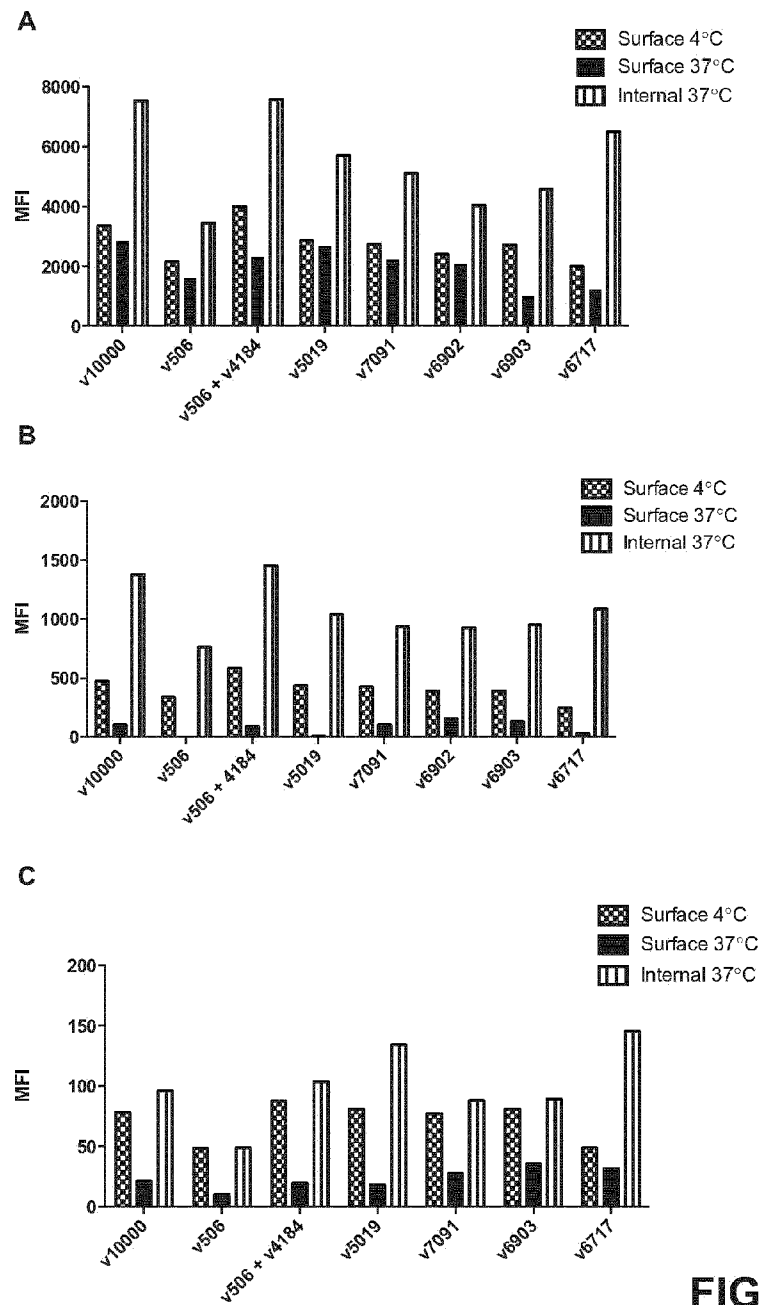 A
Surface 4°C
Surface 37°C
Internal 37°C
8000
6000
4000
2000
0
MFI
v10000
v506
v506 + v4184
v5019
v7091
v6902
v6903
v6717
B
Surface 4°C
Surface 37°C
Internal 37°C
2000
1500
1000
500
0
MFI
v10000
v506
v506 + 4184
v5019
v7091
v6902
v6903
v6717
C
Surface 4°C
Surface 37°C
Internal 37°C
200
150
100
50
0
MFI
v10000
v506
v506 + v4184
v5019
v7091
v6903
v6717
FIG